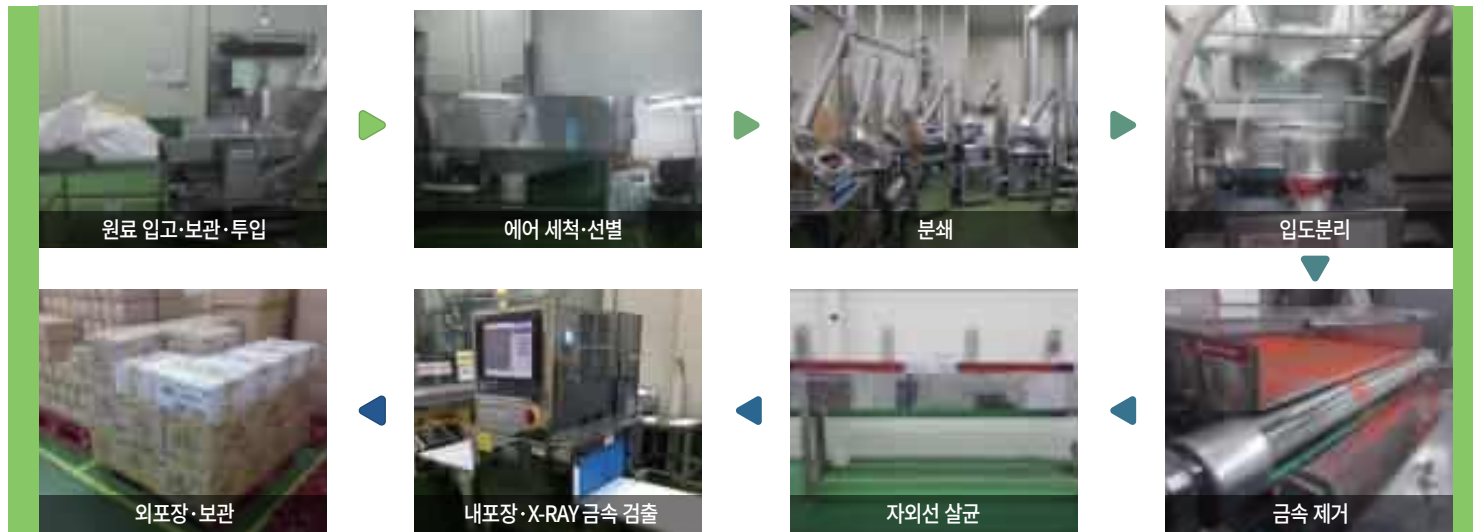 원료 입고·보관·투입
에어 세척·선별
분쇄
입도분리
금속 제거
자외선 살균
내포장·X-RAY 금속 검출
외포장·보관